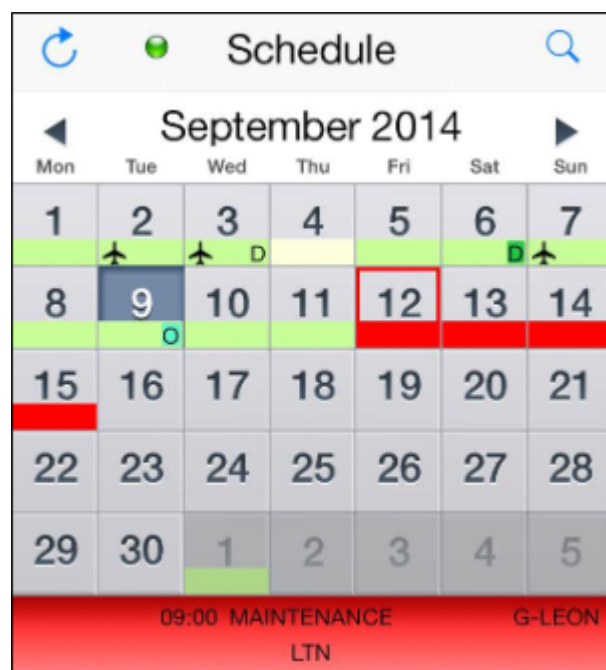 Schedule
September 2014
Mon Tue Wed Thu Fri Sat Sun
1 2 3 4 5 6 7
D D
8 9 10 11 12 13 14
O
15 16 17 18 19 20 21
22 23 24 25 26 27 28
29 30 1 2 3 4 5
09:00 MAINTENANCE G-LEON
LTN